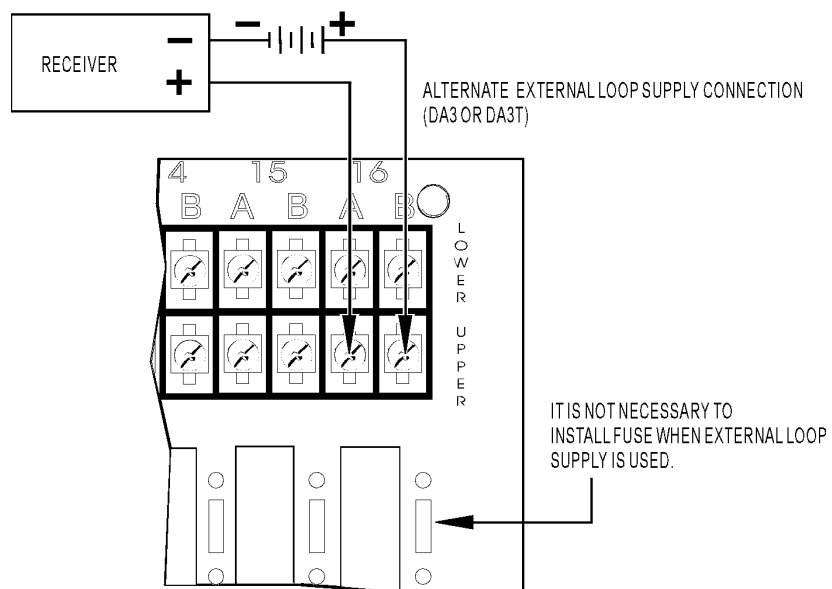 − +
RECEIVER
−
+
ALTERNATE EXTERNAL LOOP SUPPLY CONNECTION
(DA3 OR DA3T)
4 15 16
B A B A B
LOWER
UPPER
IT IS NOT NECESSARY TO
INSTALL FUSE WHEN EXTERNAL LOOP
SUPPLY IS USED.